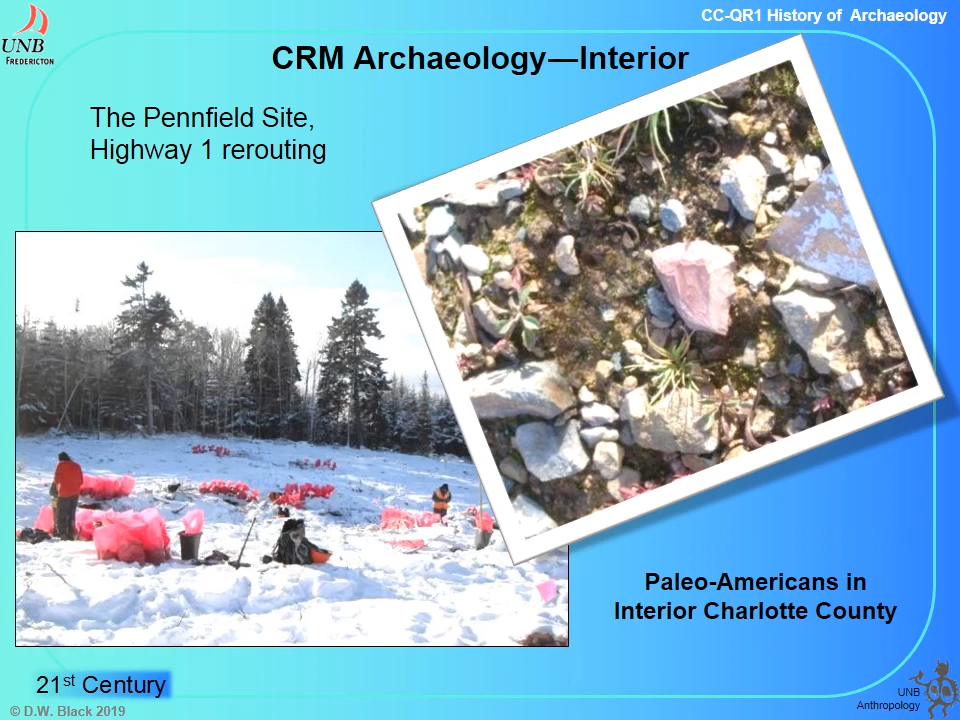 CC-QR1 History of Archaeology
UNB
FREDERICTON
CRM Archaeology—Interior
The Pennfield Site,
Highway 1 rerouting
Paleo-Americans in
Interior Charlotte County
21st Century
© D.W. Black 2019
UNB
Anthropology